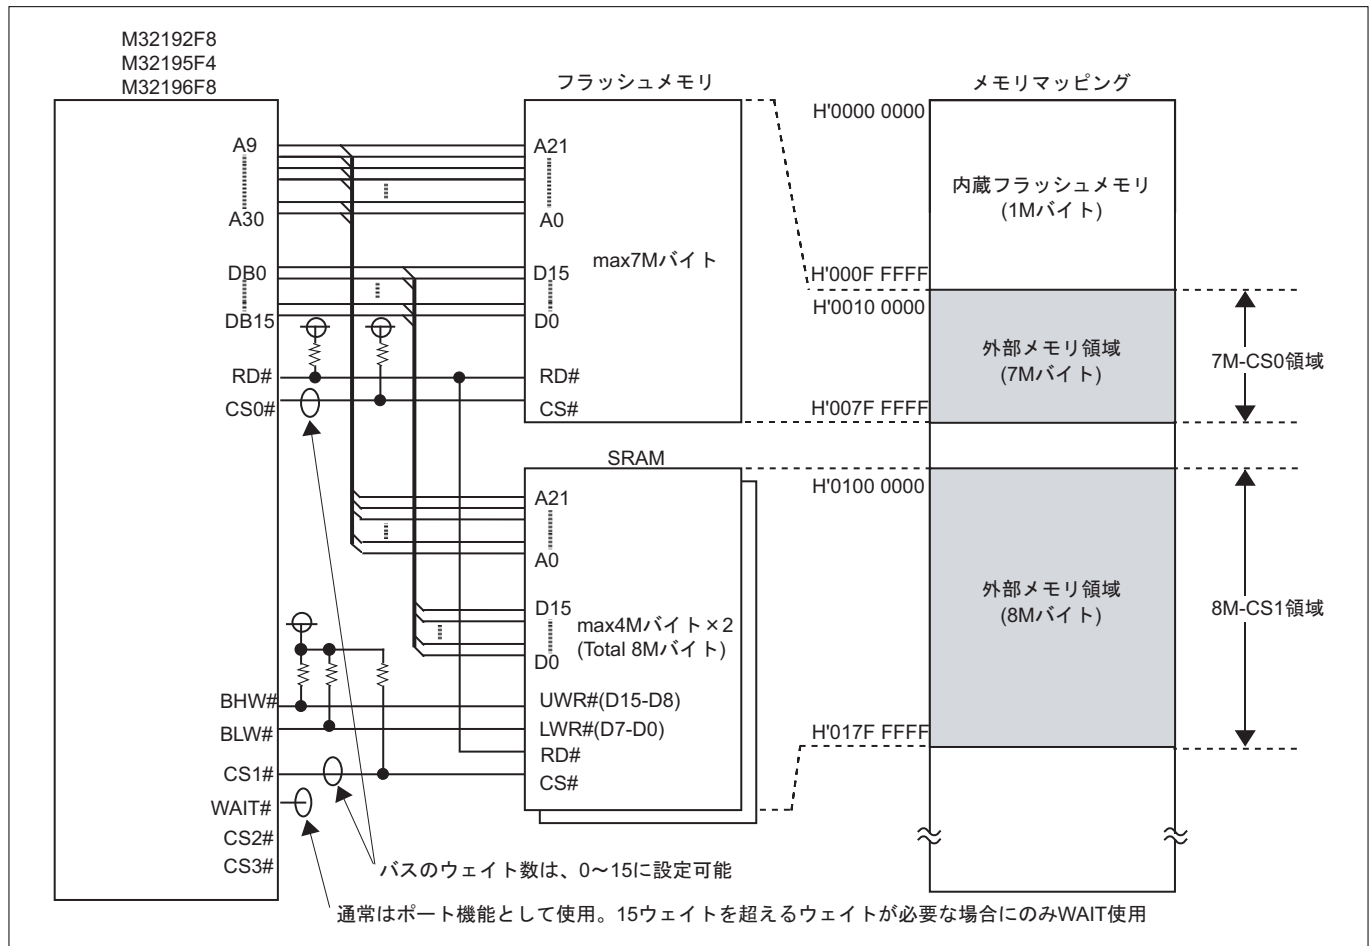 M32192F8
M32195F4
M32196F8
A9
A30
DB0
DB15
RD#
CS0#
BHW#
BLW#
CS1#
WAIT#
CS2#
CS3#
フラッシュメモリ
A21
A0
max7Mバイト
D15
D0
RD#
CS#
SRAM
A21
A0
D15
max4Mバイト×2
(Total 8Mバイト)
D0
UWR#(D15-D8)
LWR#(D7-D0)
RD#
CS#
メモリマッピング
H'0000 0000
内蔵フラッシュメモリ
(1Mバイト)
H'000F FFFF
H'0010 0000
外部メモリ領域
(7Mバイト)
7M-CS0領域
H'007F FFFF
H'0100 0000
外部メモリ領域
(8Mバイト)
8M-CS1領域
H'017F FFFF
バスのウェイト数は、0～15に設定可能
通常はポート機能として使用。15ウェイトを超えるウェイトが必要な場合にのみWAIT使用